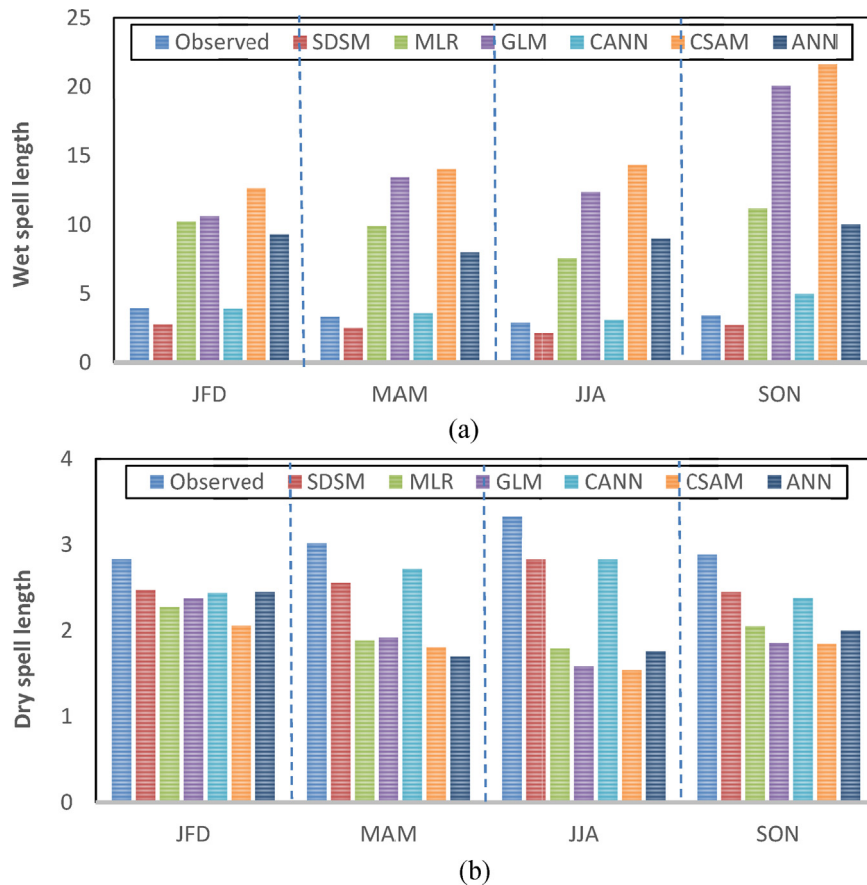 25
Observed SDSM MLR GLM CANN CSAM ANN
20
15
10
5
0
Wet spell length
JFD MAM JJA SON
(a)
4
Observed SDSM MLR GLM CANN CSAM ANN
3
2
1
0
Dry spell length
JFD MAM JJA SON
(b)